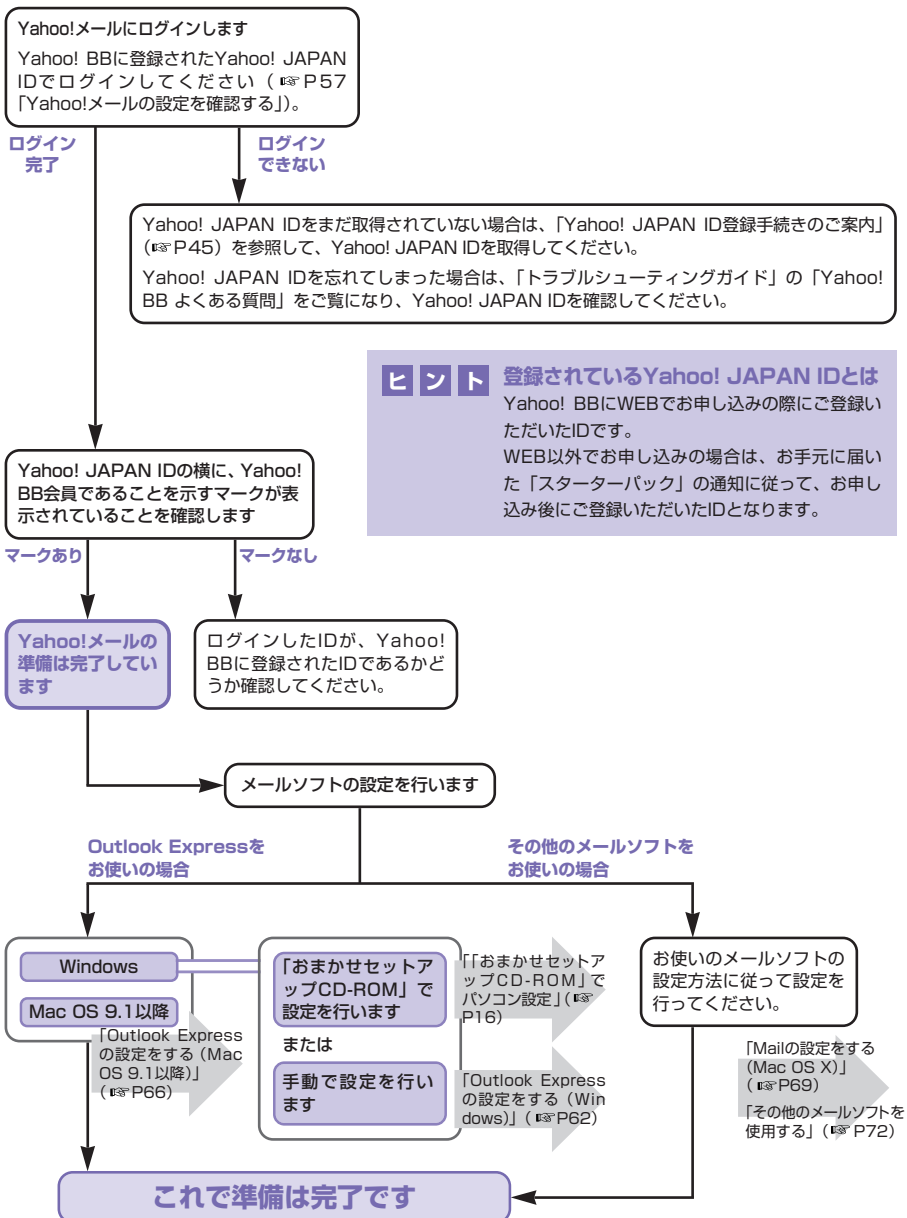 Yahoo!メールにログインします
Yahoo! BBに登録されたYahoo! JAPAN
IDでログインしてください（☞P57
「Yahoo!メールの設定を確認する」）。
ログイン
完了
ログイン
できない
Yahoo! JAPAN IDをまだ取得されていない場合は、「Yahoo! JAPAN ID登録手続きのご案内」
（☞P45）を参照して、Yahoo! JAPAN IDを取得してください。
Yahoo! JAPAN IDを忘れてしまった場合は、「トラブルシューティングガイド」の「Yahoo!
BB よくある質問」をご覧になり、Yahoo! JAPAN IDを確認してください。
ヒント
登録されているYahoo! JAPAN IDとは
Yahoo! BBにWEBでお申し込みの際にご登録い
ただいたIDです。
WEB以外でお申し込みの場合は、お手元に届い
た「スターターパック」の通知に従って、お申し
込み後にご登録いただいたIDとなります。
Yahoo! JAPAN IDの横に、Yahoo!
BB会員であることを示すマークが表
示されていることを確認します
マークあり
マークなし
Yahoo!メールの
準備は完了してい
ます
ログインしたIDが、Yahoo!
BBに登録されたIDであるかど
うか確認してください。
メールソフトの設定を行います
Outlook Expressを
お使いの場合
その他のメールソフトを
お使いの場合
Windows
Mac OS 9.1以降
「Outlook Express
の設定をする（Mac
OS 9.1以降）」
（☞P66）
「おまかせセットア
ップCD-ROM」で
設定を行います
または
手動で設定を行い
ます
「「おまかせセットア
ップCD-ROM」で
パソコン設定」（☞
P16）
「Outlook Express
の設定をする（Win
dows）」（☞P62）
お使いのメールソフトの
設定方法に従って設定を
行ってください。
「Mailの設定をする
（Mac OS X）」
（☞P69）
「その他のメールソフトを
使用する」（☞P72）
これで準備は完了です